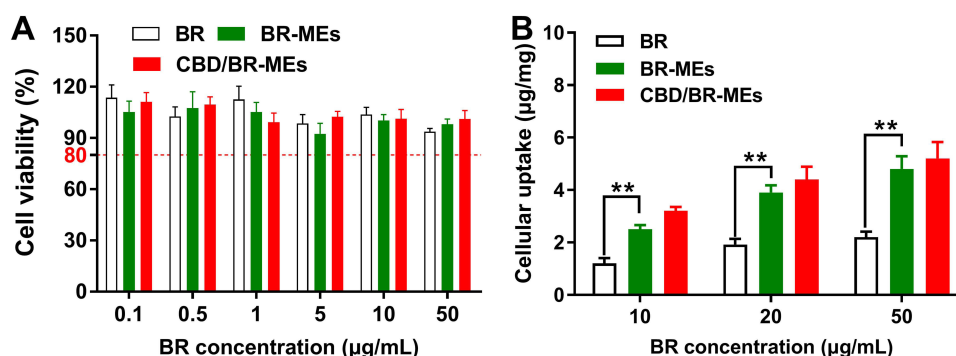 A
BR
BR-MEs
CBD/BR-MEs
Cell viability (%)
150
120
90
80
60
30
0
0.1 0.5 1 5 10 50
BR concentration (µg/mL)
B
BR
BR-MEs
CBD/BR-MEs
Cellular uptake (µg/mg)
10
8
6
4
2
0
**
**
**
10 20 50
BR concentration (µg/mL)